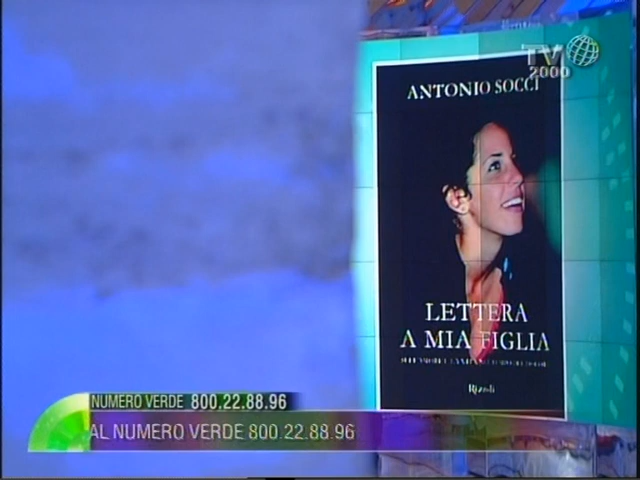 TV
2000
ANTONIO SOCCI
LETTERA
A MIA FIGLIA
Rizzoli
NUMERO VERDE 800.22.88.96
AL NUMERO VERDE 800.22.88.96